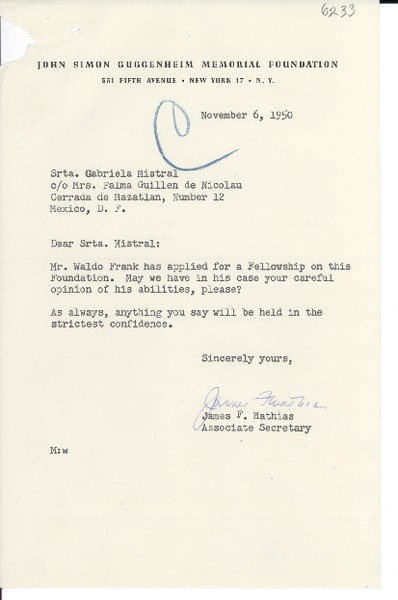 6233
JOHN SIMON GUGGENHEIM MEMORIAL FOUNDATION
551 FIFTH AVENUE • NEW YORK 17 • N. Y.
November 6, 1950
Srta. Gabriela Mistral
c/o Mrs. Palma Guillen de Nicolau
Cerrada de Mazatlan, Number 12
Mexico, D. F.
Dear Srta. Mistral:
Mr. Waldo Frank has applied for a Fellowship on this
Foundation. May we have in his case your careful
opinion of his abilities, please?
As always, anything you say will be held in the
strictest confidence.
Sincerely yours,
James F. Mathias
James F. Mathias
Associate Secretary
M:w